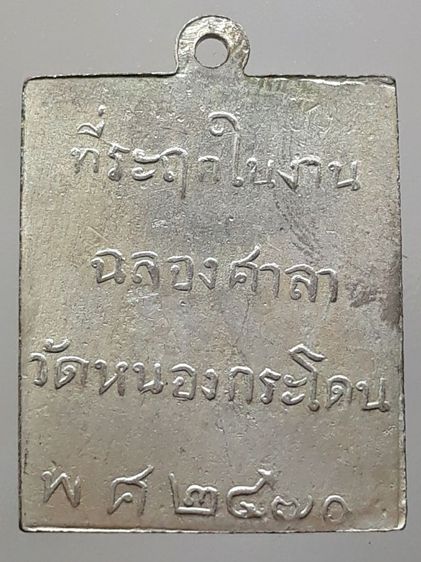 ที่ระฤกในงาน
ฉลองศาลา
วัดหนองกระโดน
พ ศ ๒๔๗๐